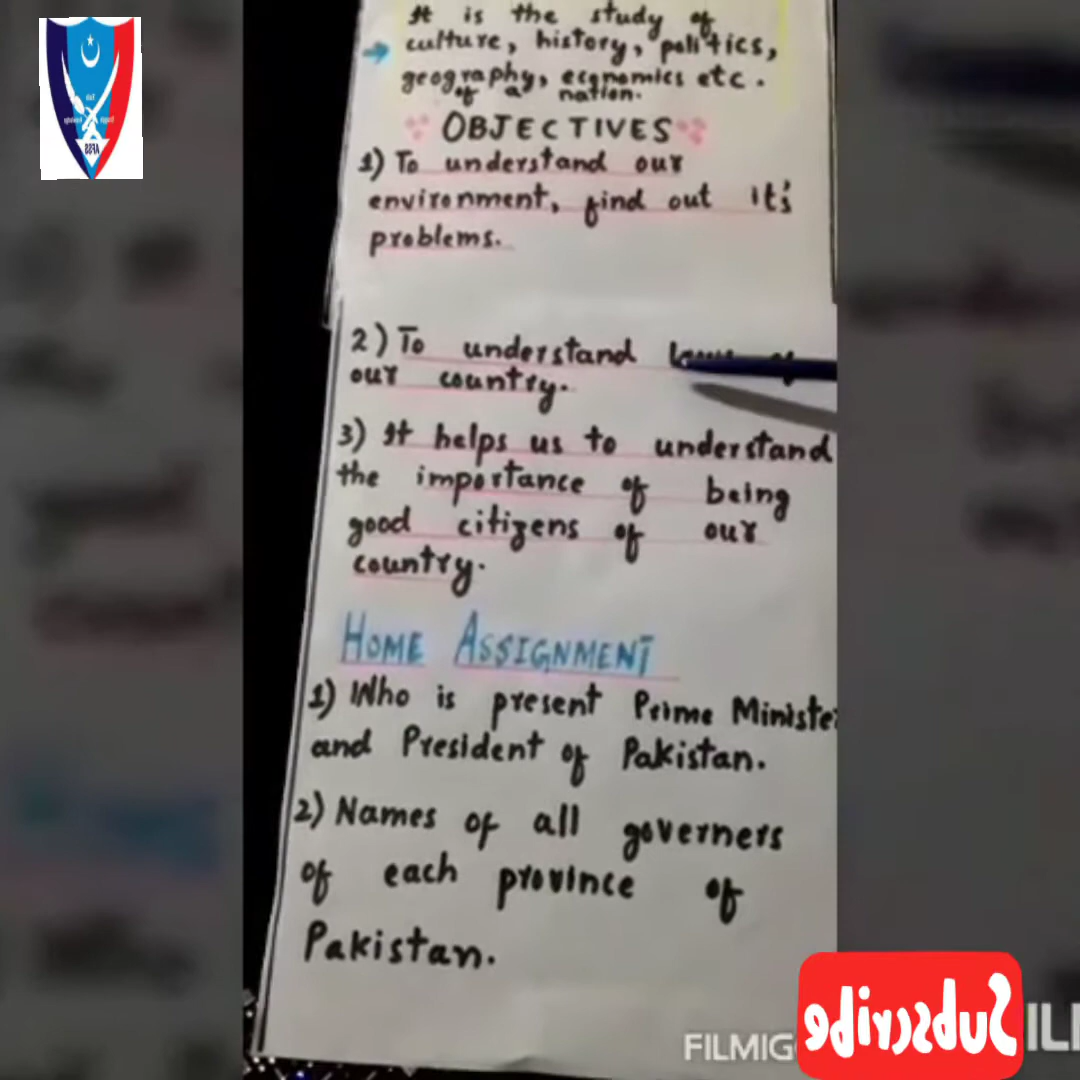 It is the study of
culture, history, politics,
geography, economics etc.
of a nation.
OBJECTIVES
1) To understand our
environment, find out it's
problems.
2) To understand laws of
our country.
3) It helps us to understand
the importance of being
good citizens of our
country.
HOME ASSIGNMENT
1) Who is present Prime Ministe
and President of Pakistan.
2) Names of all governers
of each province of
Pakistan.
FILMIG
Subscribe